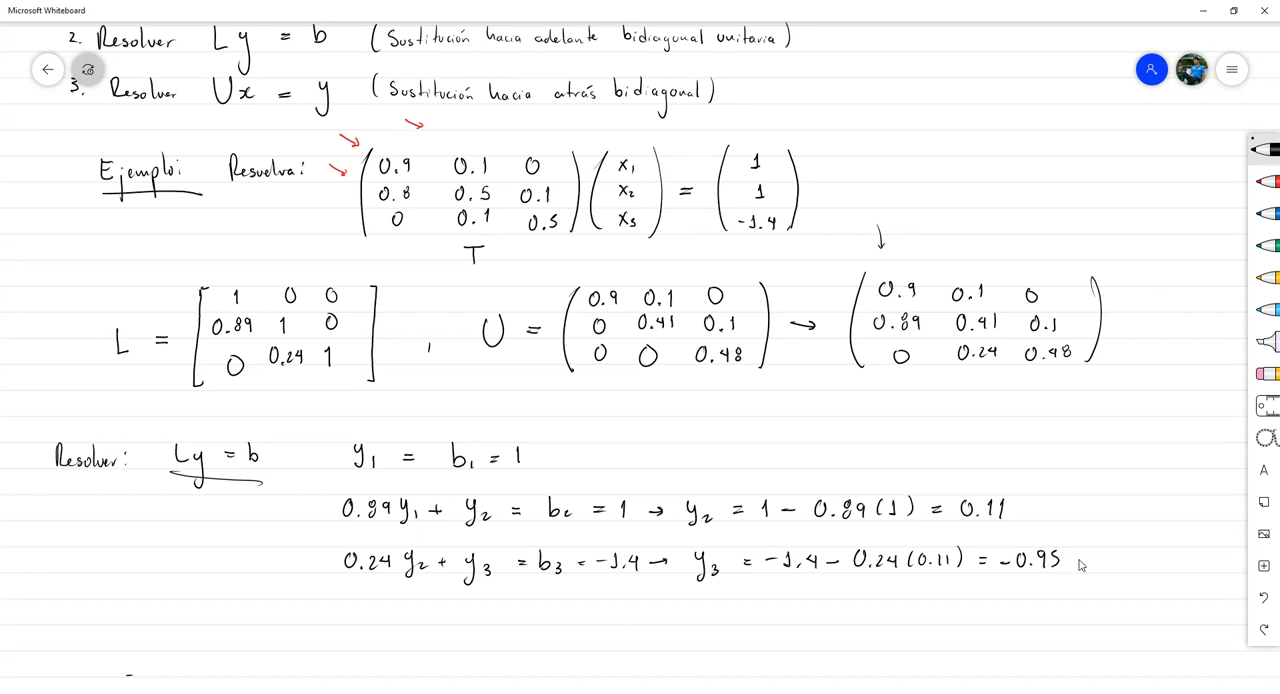 Microsoft Whiteboard
2. Resolver Ly = b (Sustitución hacia adelante bidiagonal unitaria)
3. Resolver Ux = y (Sustitución hacia atrás bidiagonal)
Ejemplo: Resuelva:
0.9 0.1 0 x₁ 1
0.8 0.5 0.1 x₂ = 1
0 0.1 0.5 x₃ -1.4
T
1 0 0
L = 0.89 1 0
0 0.24 1
,
0.9 0.1 0
U = 0 0.41 0.1 →
0 0 0.48
0.9 0.1 0
0.89 0.41 0.1
0 0.24 0.48
Resolver: Ly = b y₁ = b₁ = 1
0.89y₁ + y₂ = b₂ = 1 → y₂ = 1 - 0.89(1) = 0.11
0.24 y₂ + y₃ = b₃ = -1.4 → y₃ = -1.4 - 0.24(0.11) = -0.95
A